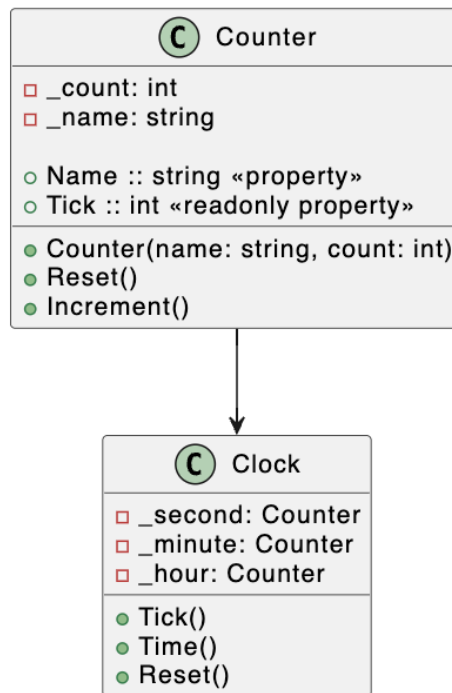 C Counter
_count: int
_name: string
Name :: string «property»
Tick :: int «readonly property»
Counter(name: string, count: int)
Reset()
Increment()
C Clock
_second: Counter
_minute: Counter
_hour: Counter
Tick()
Time()
Reset()